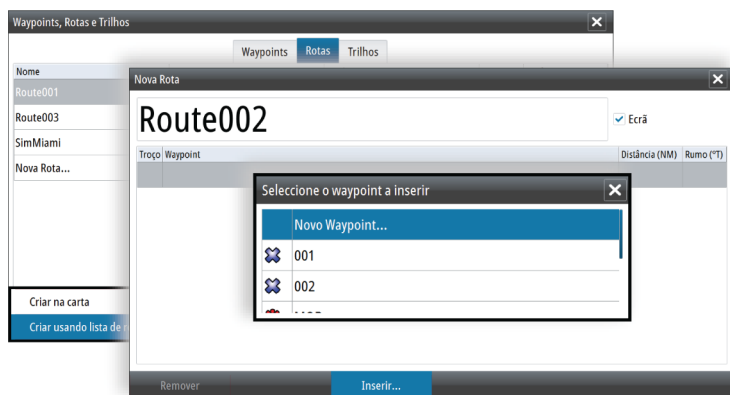 Waypoints, Rotas e Trilhos
Waypoints Rotas Trilhos
Nome
Route001
Route003
SimMiami
Nova Rota...
Criar na carta
Criar usando lista de
Nova Rota
Route002
Ecrã
Troço Waypoint Distância (NM) Rumo (°T)
Seleccione o waypoint a inserir
Novo Waypoint...
001
002
Remover Inserir...